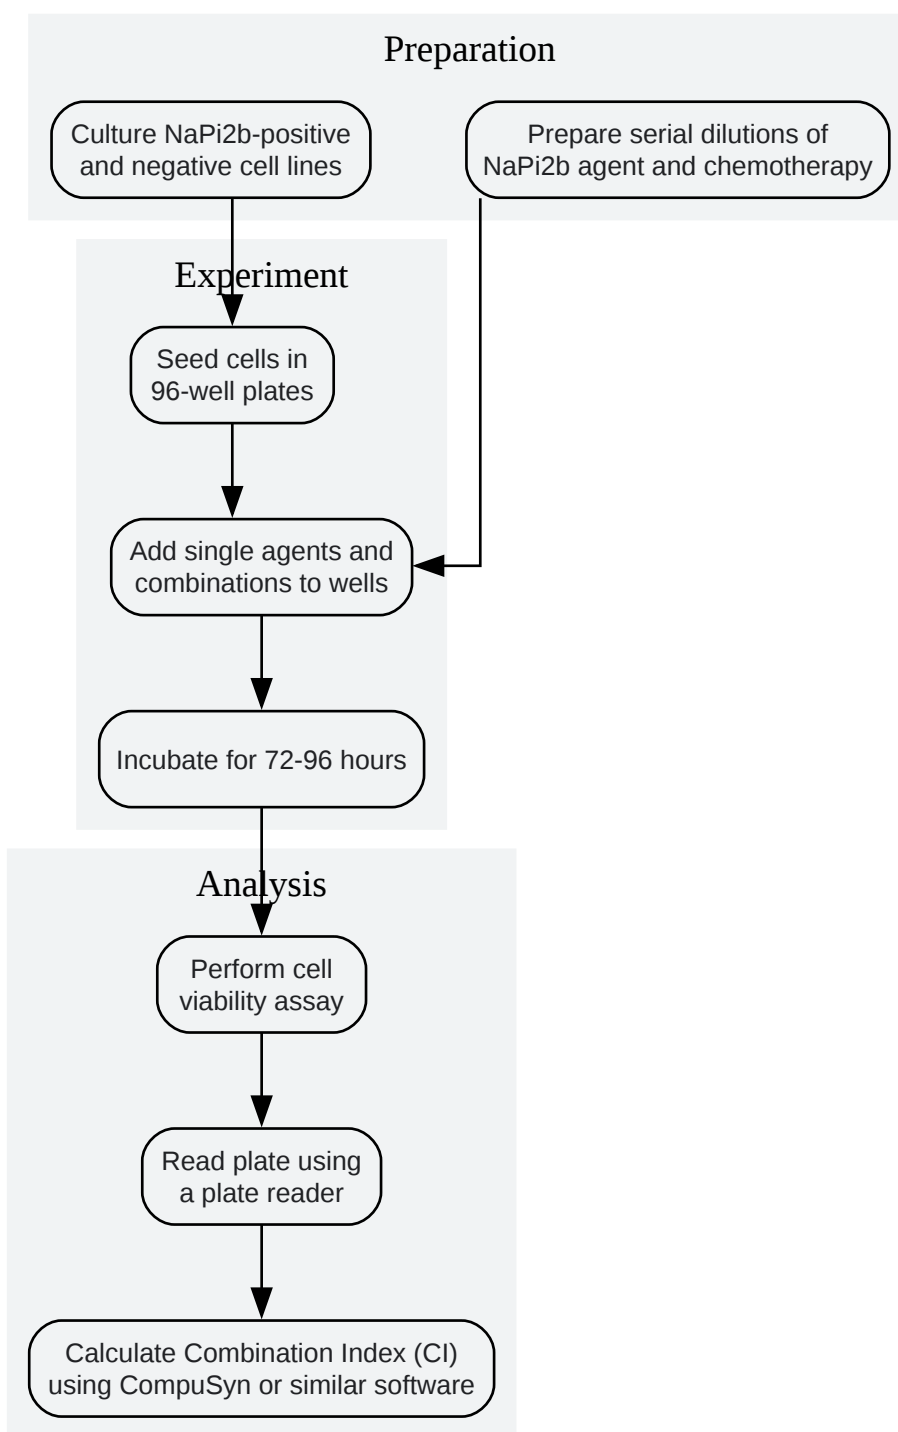 Preparation
Culture NaPi2b-positive
and negative cell lines
Prepare serial dilutions of
NaPi2b agent and chemotherapy
Experiment
Seed cells in
96-well plates
Add single agents and
combinations to wells
Incubate for 72-96 hours
Analysis
Perform cell
viability assay
Read plate using
a plate reader
Calculate Combination Index (CI)
using CompuSyn or similar software